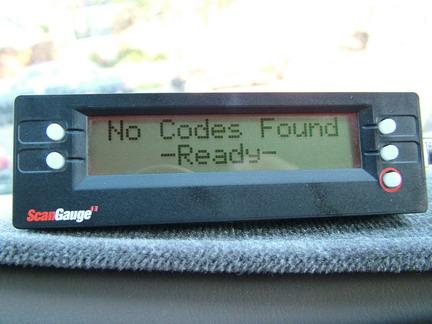 No Codes Found
-Ready-
ScanGauge II